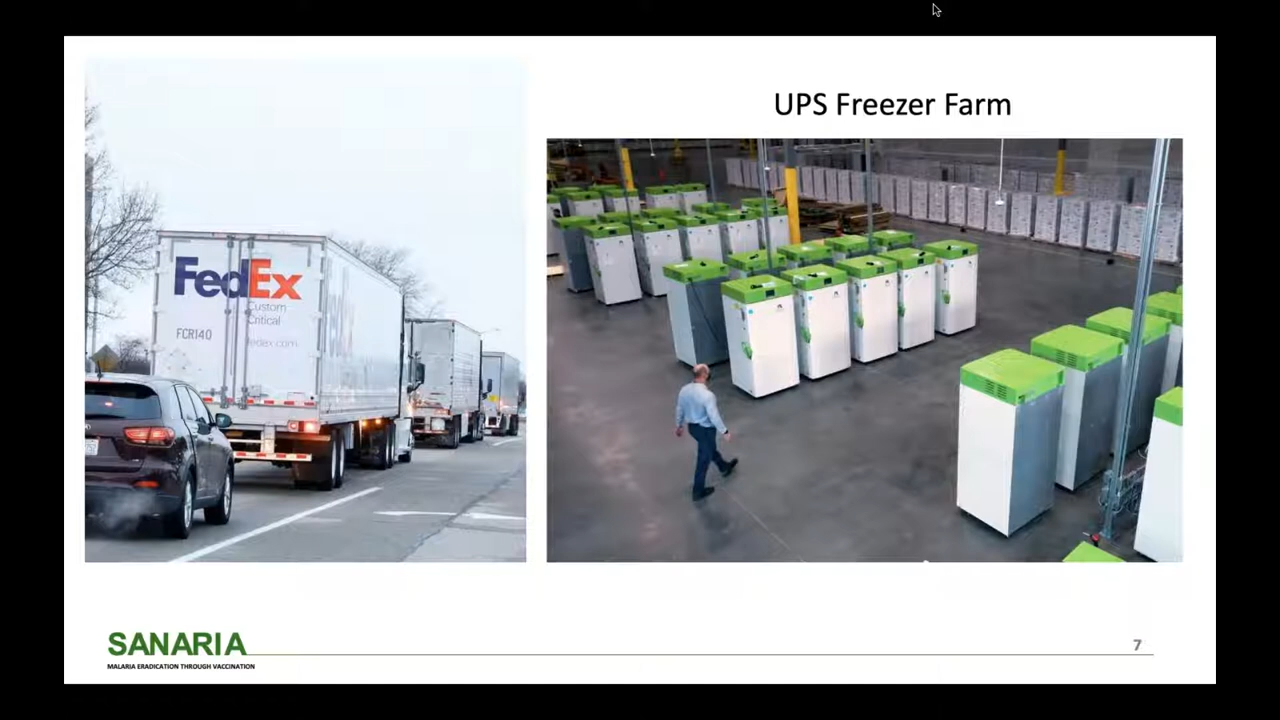 UPS Freezer Farm
FedEx
Custom
Critical
FCR140
fedex.com
SANARIA
MALARIA ERADICATION THROUGH VACCINATION
7